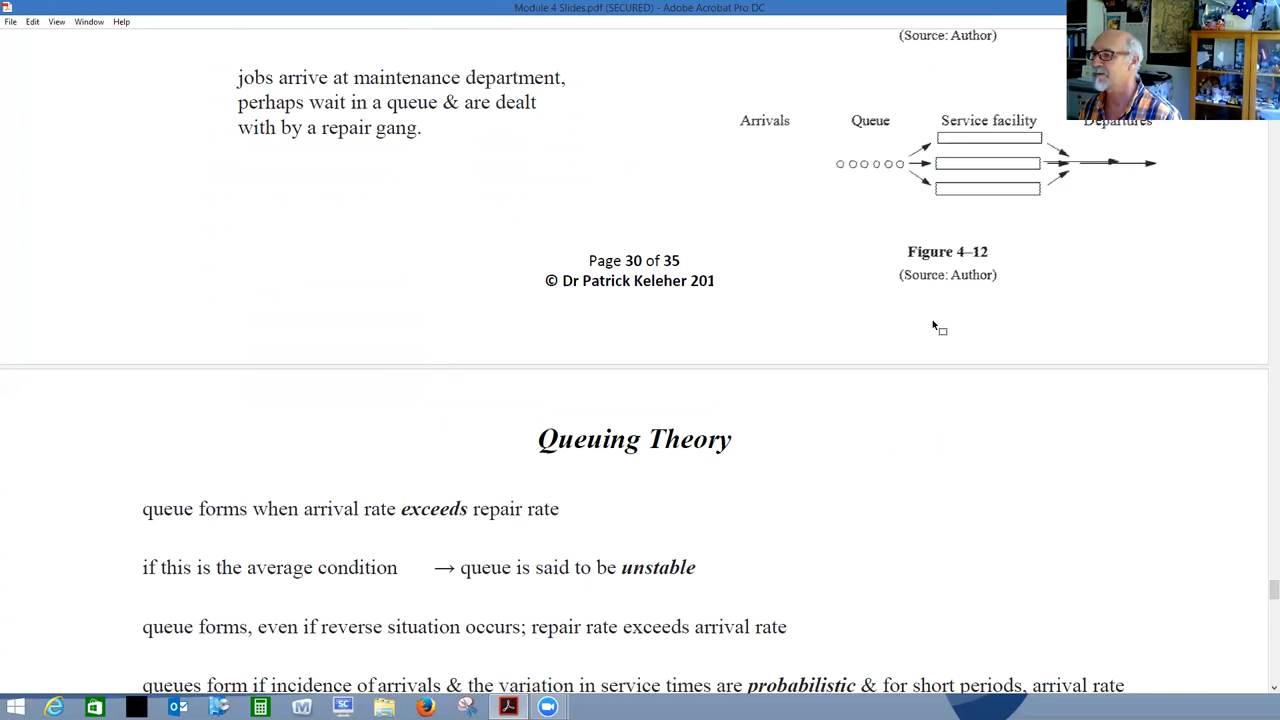 Module 4 Slides.pdf (SECURED) - Adobe Acrobat Pro DC
File Edit View Window Help
(Source: Author)
jobs arrive at maintenance department,
perhaps wait in a queue & are dealt
with by a repair gang.
Arrivals Queue Service facility Departures
Figure 4–12
(Source: Author)
Page 30 of 35
© Dr Patrick Keleher 201
Queuing Theory
queue forms when arrival rate exceeds repair rate
if this is the average condition → queue is said to be unstable
queue forms, even if reverse situation occurs; repair rate exceeds arrival rate
queues form if incidence of arrivals & the variation in service times are probabilistic & for short periods, arrival rate